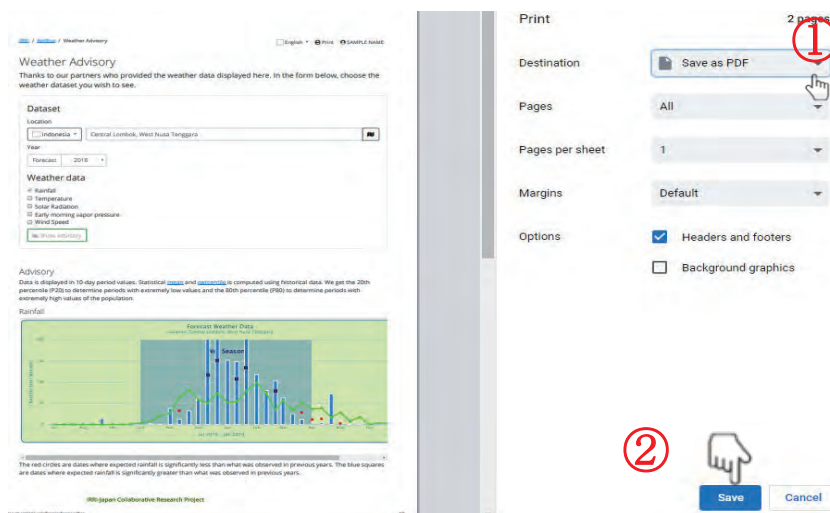 IRRI / WeRise / Weather Advisory
English Print SAMPLE NAME
Weather Advisory
Thanks to our partners who provided the weather data displayed here. In the form below, choose the
weather dataset you wish to see.
Dataset
Location
Indonesia Central Lombok, West Nusa Tenggara
Year
Forecast 2018
Weather data
Rainfall
Temperature
Solar Radiation
Early morning vapor pressure
Wind Speed
Show advisory
Advisory
Data is displayed in 10-day period values. Statistical mean and percentile is computed using historical data. We get the 20th
percentile (P20) to determine periods with extremely low values and the 80th percentile (P80) to determine periods with
extremely high values of the population.
Rainfall
Forecast Weather Data
Season
The red circles are dates where expected rainfall is significantly less than what was observed in previous years. The blue squares
are dates where expected rainfall is significantly greater than what was observed in previous years.
IRRI-Japan Collaborative Research Project
Print 2 pages
①
Destination Save as PDF
Pages All
Pages per sheet 1
Margins Default
Options Headers and footers
Background graphics
②
Save Cancel